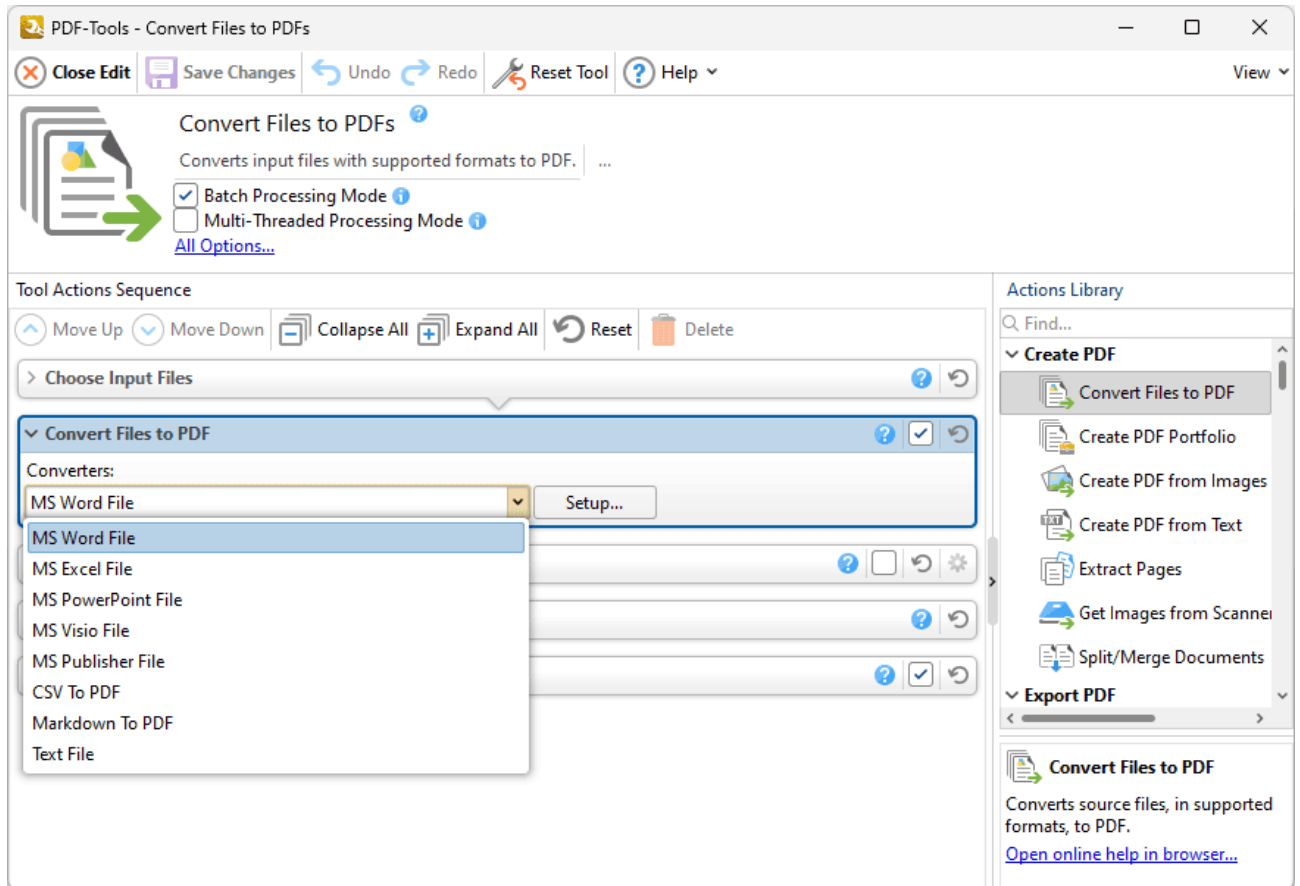 PDF-Tools - Convert Files to PDFs
Close Edit Save Changes Undo Redo Reset Tool ? Help View
Convert Files to PDFs ?
Converts input files with supported formats to PDF. ...
Batch Processing Mode i
Multi-Threaded Processing Mode i
All Options...
Tool Actions Sequence
Move Up Move Down Collapse All Expand All Reset Delete
Choose Input Files ?
Convert Files to PDF ?
Converters:
MS Word File Setup...
MS Word File
MS Excel File
MS PowerPoint File
MS Visio File
MS Publisher File
CSV To PDF
Markdown To PDF
Text File
?
?
?
Actions Library
Find...
Create PDF
Convert Files to PDF
Create PDF Portfolio
Create PDF from Images
TXT Create PDF from Text
Extract Pages
Get Images from Scanner
Split/Merge Documents
Export PDF
Convert Files to PDF
Converts source files, in supported
formats, to PDF.
Open online help in browser...